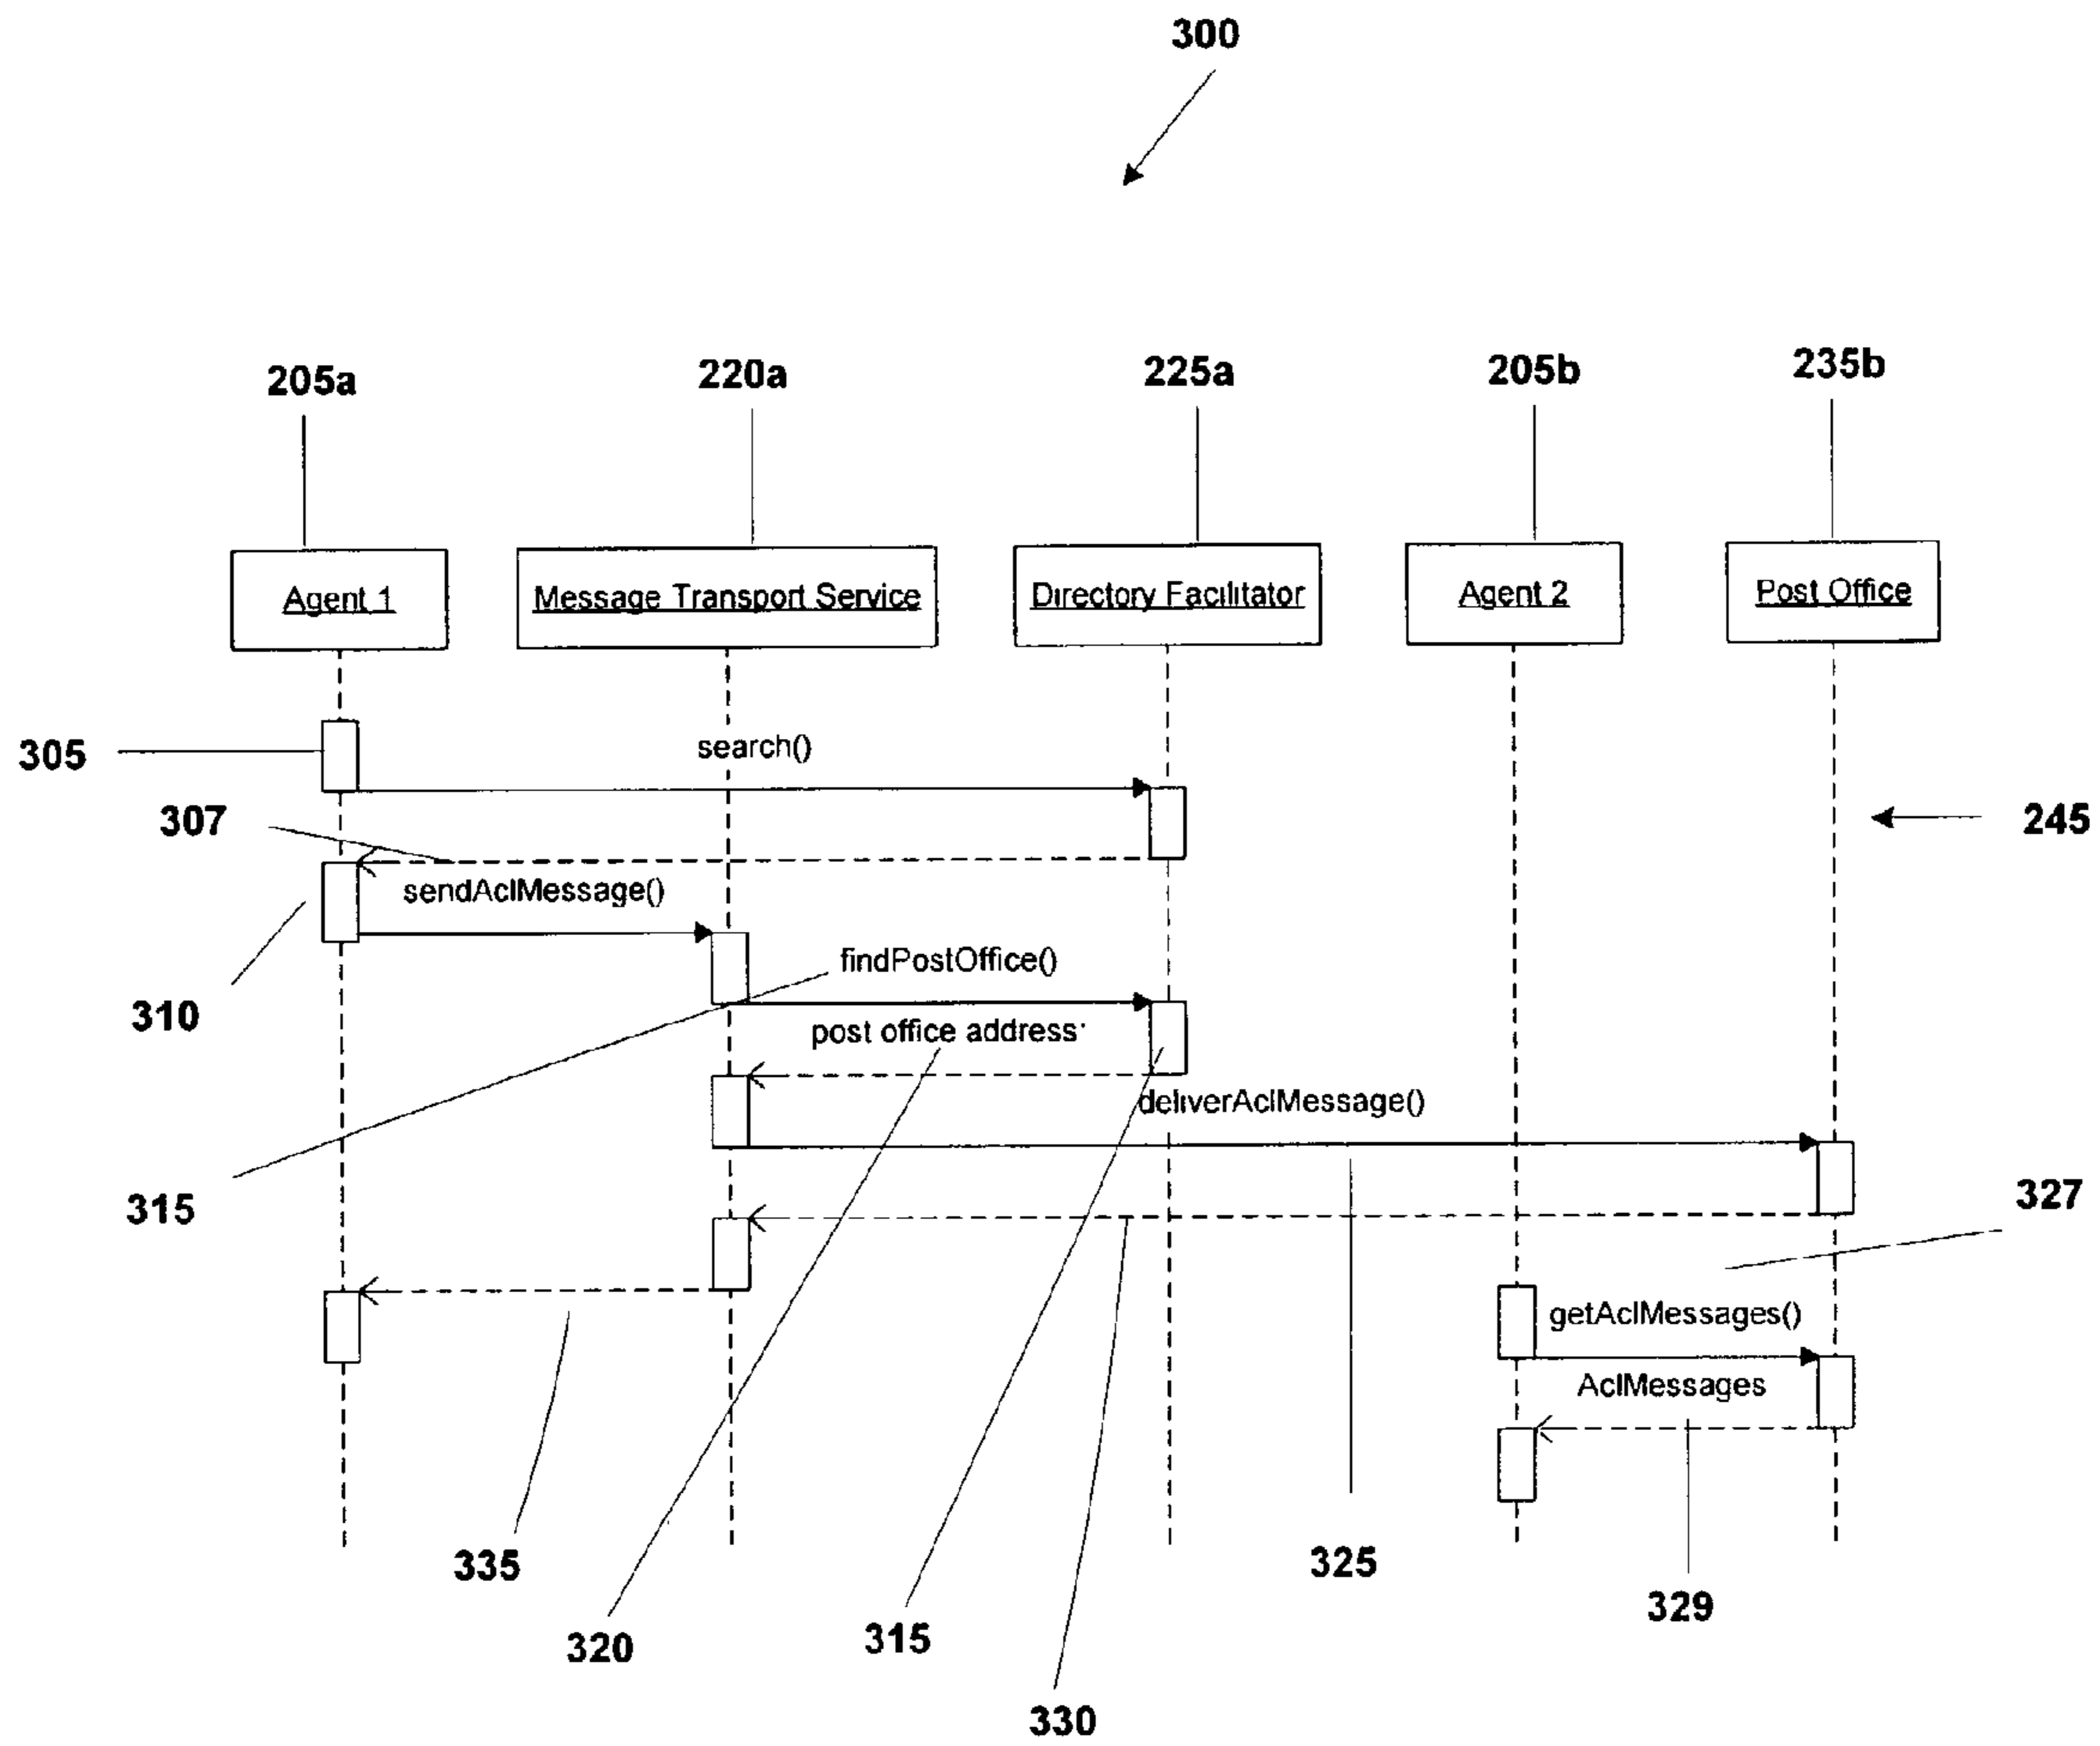 300
205a
220a
225a
205b
235b
Agent 1
Message Transport Service
Directory Facilitator
Agent 2
Post Office
305
search()
307
245
sendAclMessage()
310
findPostOffice()
post office address
deliverAclMessage()
315
327
getAclMessages()
AclMessages
335
320
315
330
325
329